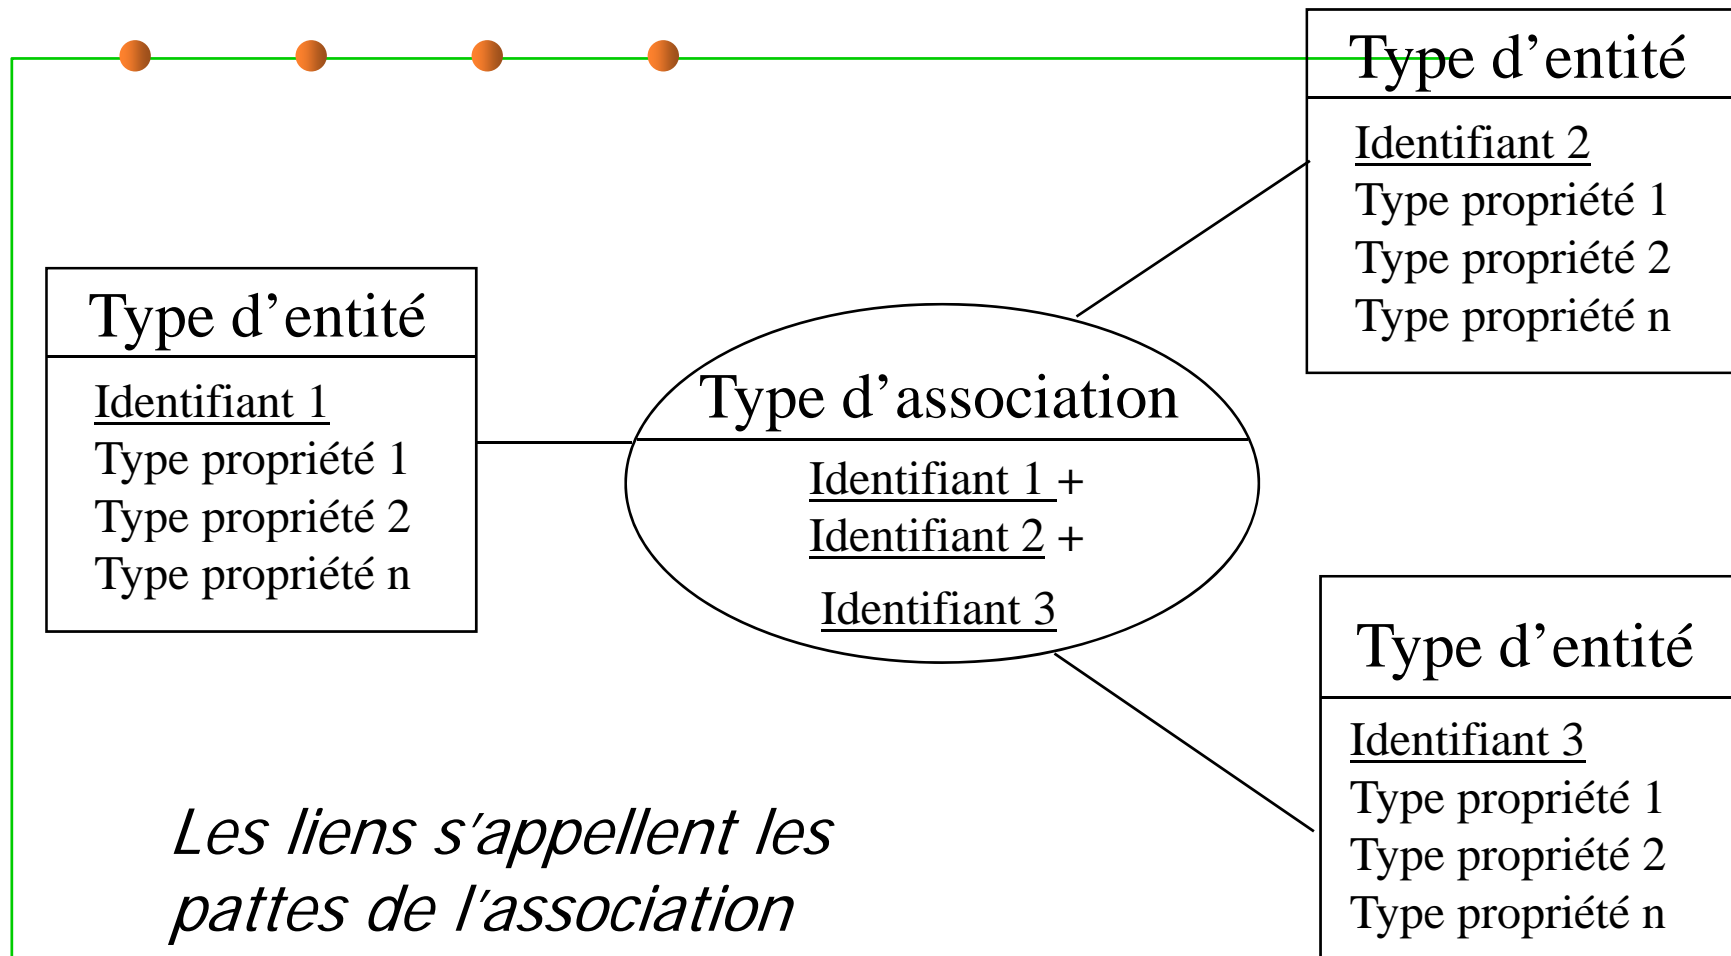 Type d’entité
Identifiant 1
Type propriété 1
Type propriété 2
Type propriété n
Type d’association
Identifiant 1 +
Identifiant 2 +
Identifiant 3
Type d’entité
Identifiant 2
Type propriété 1
Type propriété 2
Type propriété n
Type d’entité
Identifiant 3
Type propriété 1
Type propriété 2
Type propriété n
Les liens s’appellent les
pattes de l’association